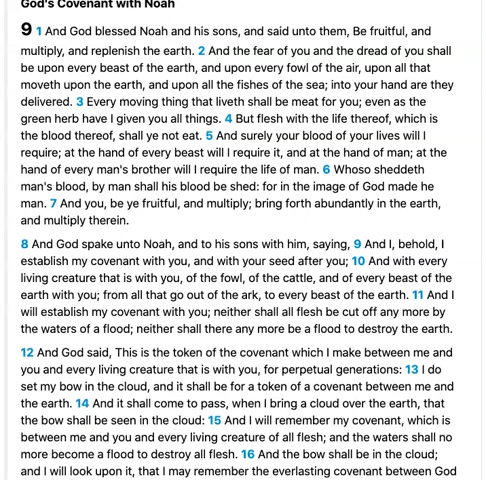 God's Covenant with Noah
9 1 And God blessed Noah and his sons, and said unto them, Be fruitful, and
multiply, and replenish the earth. 2 And the fear of you and the dread of you shall
be upon every beast of the earth, and upon every fowl of the air, upon all that
moveth upon the earth, and upon all the fishes of the sea; into your hand are they
delivered. 3 Every moving thing that liveth shall be meat for you; even as the
green herb have I given you all things. 4 But flesh with the life thereof, which is
the blood thereof, shall ye not eat. 5 And surely your blood of your lives will I
require; at the hand of every beast will I require it, and at the hand of man; at the
hand of every man's brother will I require the life of man. 6 Whoso sheddeth
man's blood, by man shall his blood be shed: for in the image of God made he
man. 7 And you, be ye fruitful, and multiply; bring forth abundantly in the earth,
and multiply therein.
8 And God spake unto Noah, and to his sons with him, saying, 9 And I, behold, I
establish my covenant with you, and with your seed after you; 10 And with every
living creature that is with you, of the fowl, of the cattle, and of every beast of the
earth with you; from all that go out of the ark, to every beast of the earth. 11 And I
will establish my covenant with you; neither shall all flesh be cut off any more by
the waters of a flood; neither shall there any more be a flood to destroy the earth.
12 And God said, This is the token of the covenant which I make between me and
you and every living creature that is with you, for perpetual generations: 13 I do
set my bow in the cloud, and it shall be for a token of a covenant between me and
the earth. 14 And it shall come to pass, when I bring a cloud over the earth, that
the bow shall be seen in the cloud: 15 And I will remember my covenant, which is
between me and you and every living creature of all flesh; and the waters shall no
more become a flood to destroy all flesh. 16 And the bow shall be in the cloud;
and I will look upon it, that I may remember the everlasting covenant between God